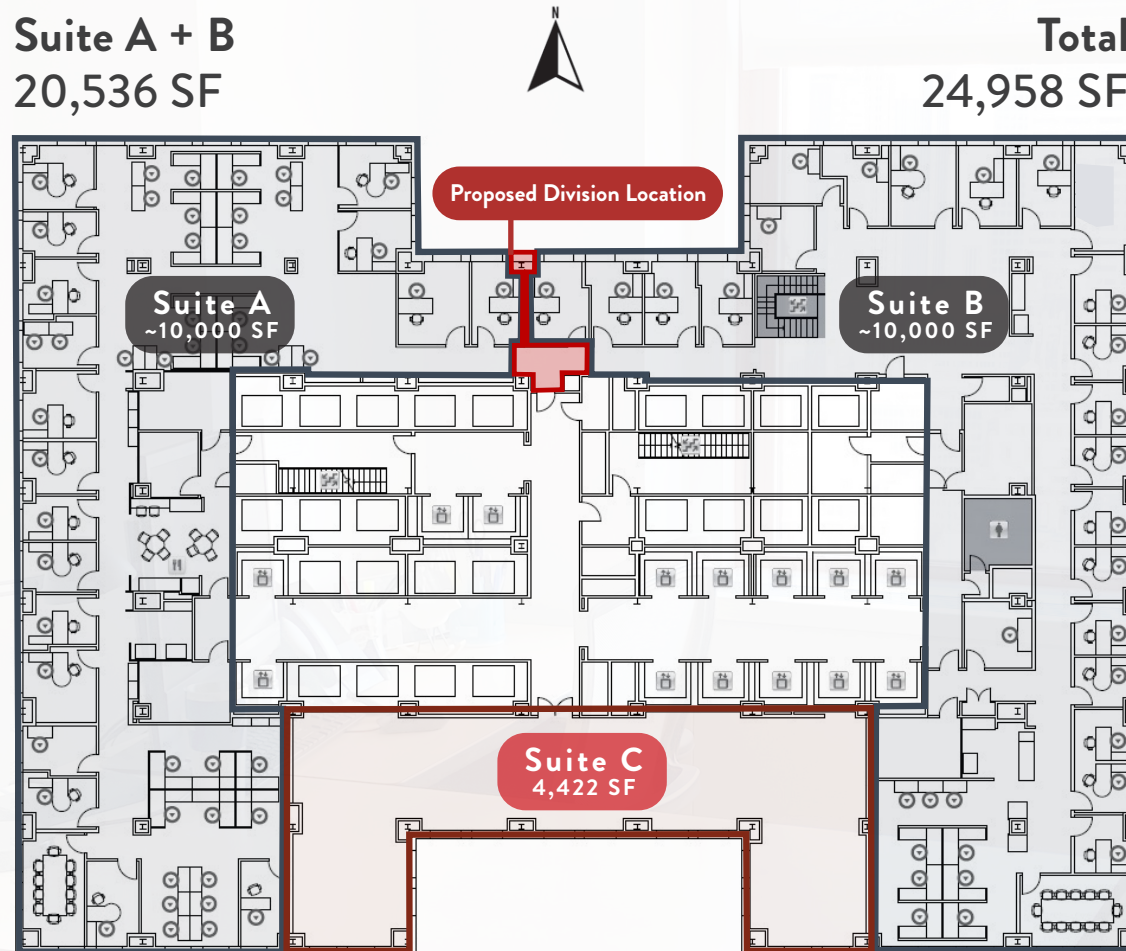 Suite A + B
20,536 SF
N
Total
24,958 SF
Proposed Division Location
Suite A
~10,000 SF
Suite B
~10,000 SF
Suite C
4,422 SF